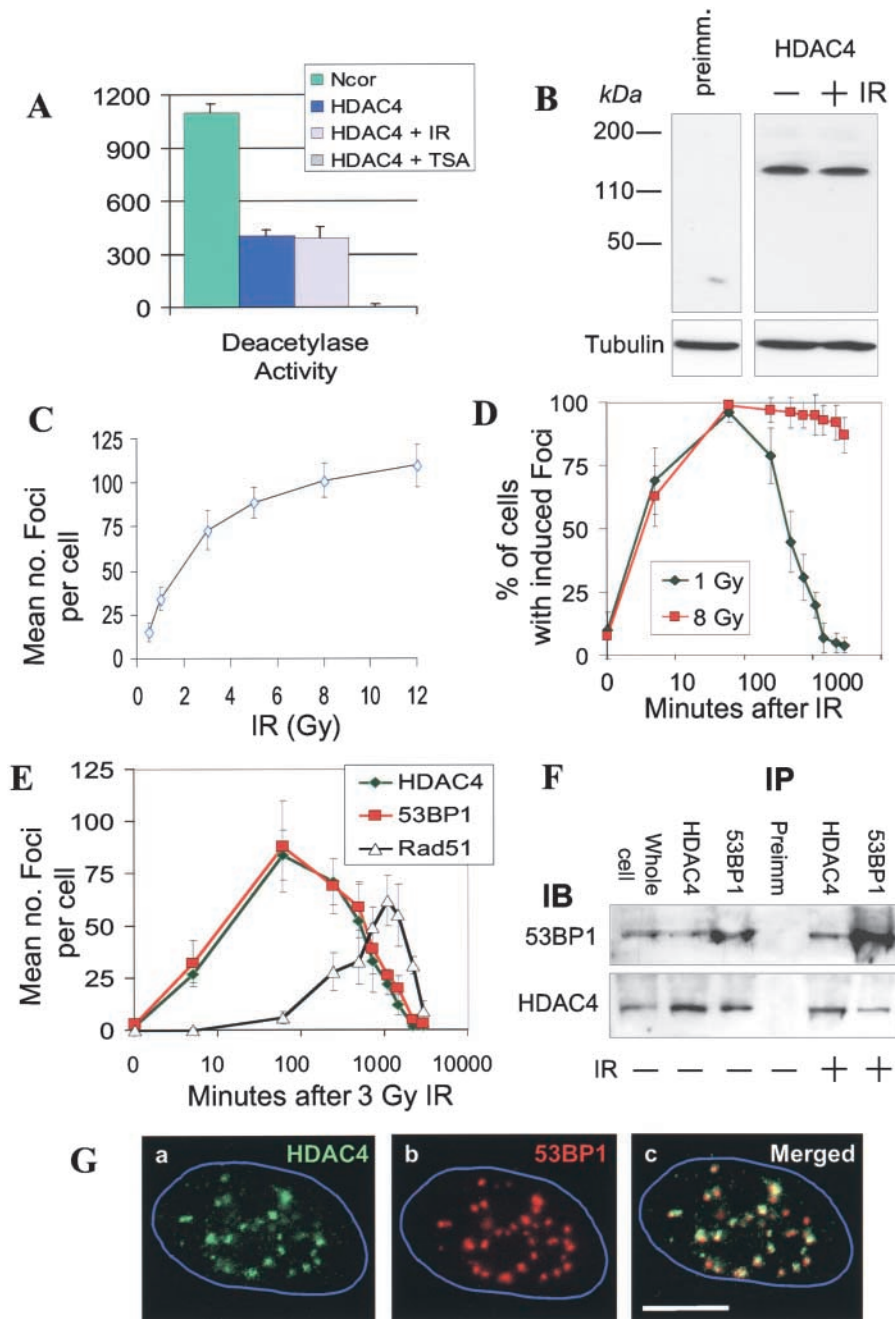 A
1200
900
600
300
0
Ncor
HDAC4
HDAC4 + IR
HDAC4 + TSA
Deacetylase
Activity
B
kDa
preimm.
HDAC4
— + IR
200
110
50
Tubulin
C
Mean no. Foci
per cell
125
100
75
50
25
0
0 2 4 6 8 10 12
IR (Gy)
D
% of cells
with induced Foci
100
75
50
25
0
1 Gy
8 Gy
0 10 100 1000
Minutes after IR
E
Mean no. Foci
per cell
125
100
75
50
25
0
HDAC4
53BP1
Rad51
0 10 100 1000 10000
Minutes after 3 Gy IR
F
IP
Whole
cell
HDAC4
53BP1
Preimm
HDAC4
53BP1
IB
53BP1
HDAC4
IR — — — — + +
G
a HDAC4
b 53BP1
c Merged